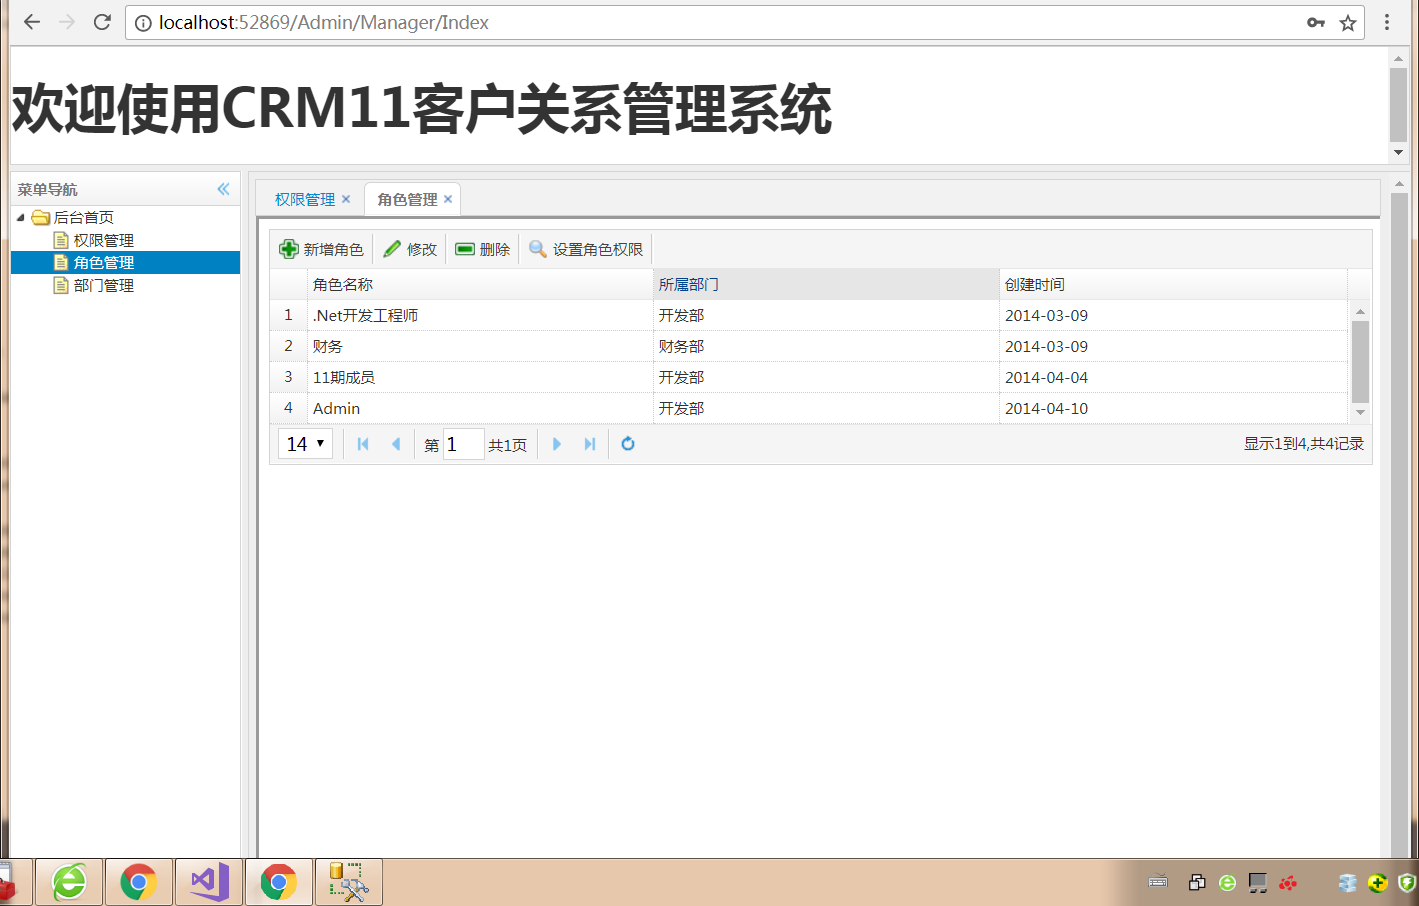 localhost:52869/Admin/Manager/Index
欢迎使用CRM11客户关系管理系统
菜单导航
后台首页
权限管理
角色管理
部门管理
权限管理 角色管理
新增角色 修改 删除 设置角色权限
角色名称 所属部门 创建时间
1 .Net开发工程师 开发部 2014-03-09
2 财务 财务部 2014-03-09
3 11期成员 开发部 2014-04-04
4 Admin 开发部 2014-04-10
14 第 1 共1页 显示1到4,共4记录